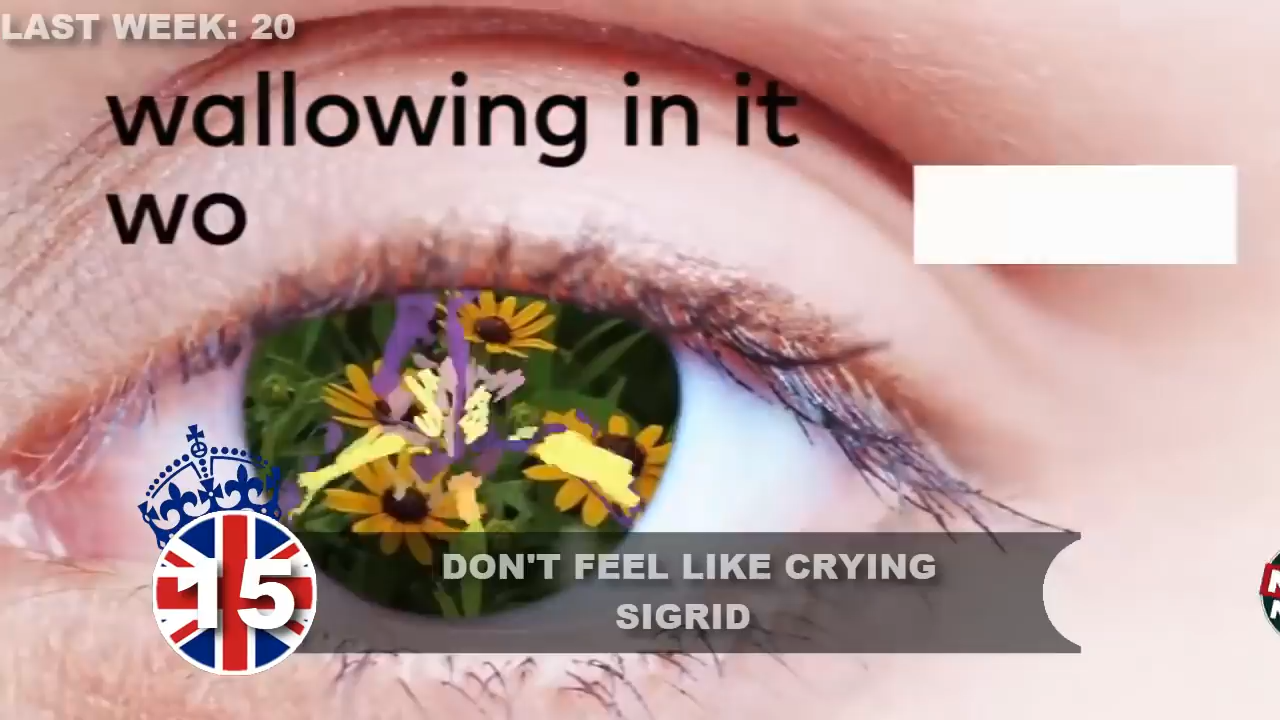 LAST WEEK: 20
wallowing in it
wo
15
DON'T FEEL LIKE CRYING
SIGRID